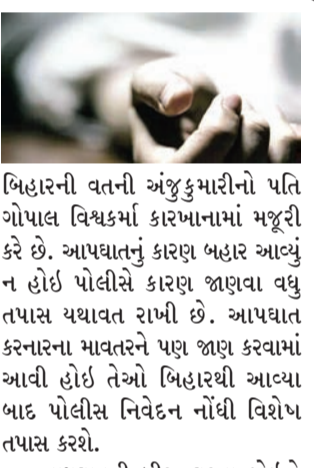 બિહારની વતની અંજુકુમારીનો પતિ
ગોપાલ વિશ્વકર્મા કારખાનામાં મજૂરી
કરે છે. આપઘાતનું કારણ બહાર આવ્યું
ન હોઇ પોલીસે કારણ જાણવા વધુ
તપાસ યથાવત રાખી છે. આપઘાત
કરનારના માવતરને પણ જાણ કરવામાં
આવી હોઇ તેઓ બિહારથી આવ્યા
બાદ પોલીસ નિવેદન નોંધી વિશેષ
તપાસ કરશે.